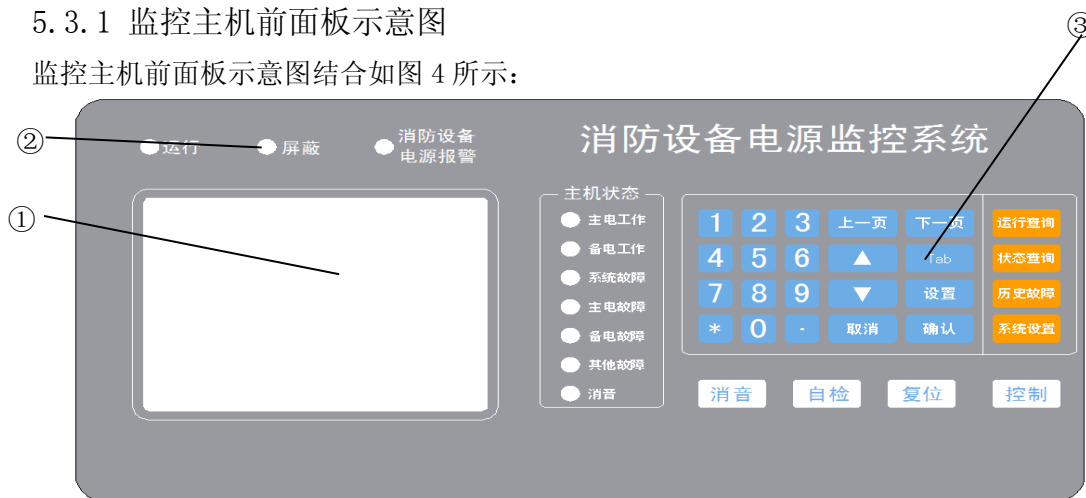 5.3.1 监控主机前面板示意图
③
监控主机前面板示意图结合如图 4 所示：
②
运行
屏蔽
消防设备
电源报警
消防设备电源监控系统
①
主机状态
主电工作
备电工作
系统故障
主电故障
备电故障
其他故障
消音
1 2 3 上一页 下一页 运行查询
4 5 6 ▲ Tab 状态查询
7 8 9 ▼ 设置 历史故障
* 0 · 取消 确认 系统设置
消音 自检 复位 控制